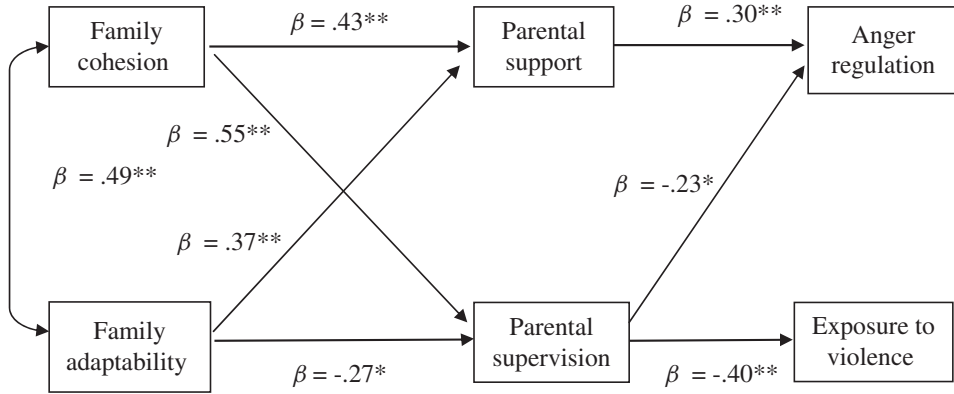 Family
cohesion
β = .43**
Parental
support
β = .30**
Anger
regulation
β = .55**
β = .49**
β = -.23*
β = .37**
Family
adaptability
β = -.27*
Parental
supervision
β = -.40**
Exposure to
violence